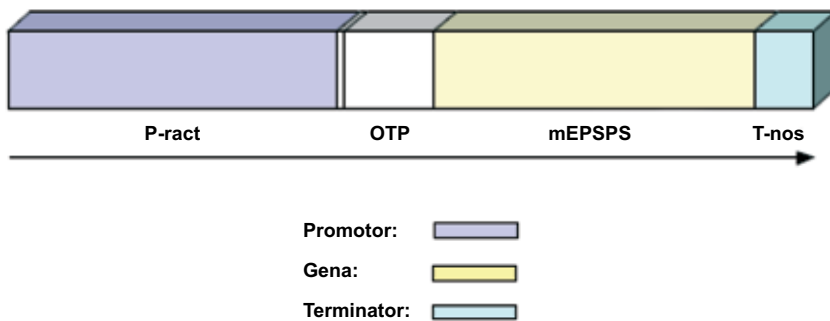 P-ract OTP mEPSPS T-nos
Promotor:
Gena:
Terminator: